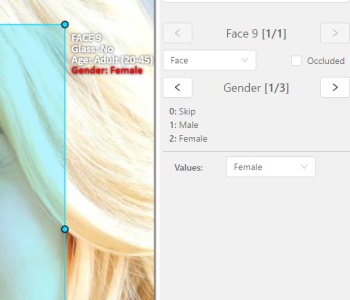 FACE 9
Glass: No
Age: Adult (20-45)
Gender: Female
< Face 9 [1/1] >
Face
Occluded
< Gender [1/3] >
0: Skip
1: Male
2: Female
Values: Female